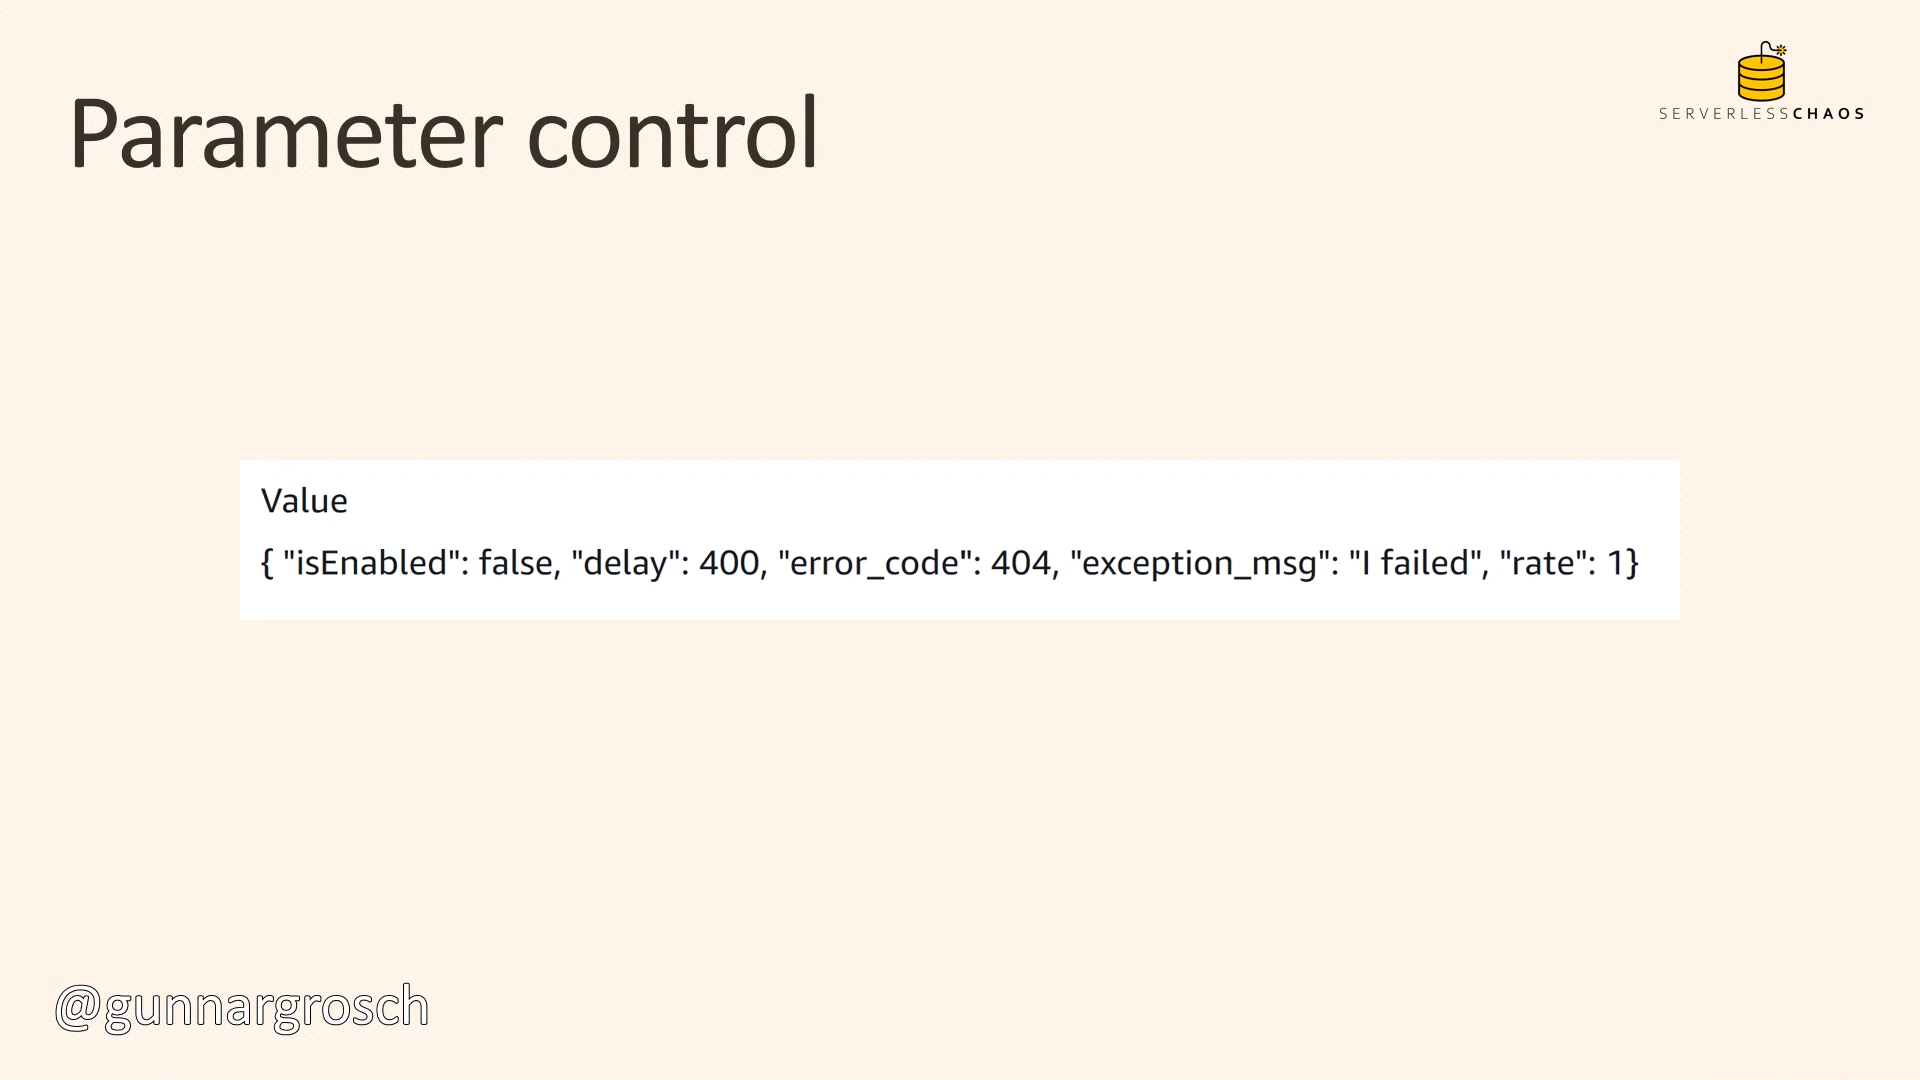 Parameter control
SERVERLESSCHAOS
Value
{ "isEnabled": false, "delay": 400, "error_code": 404, "exception_msg": "I failed", "rate": 1}
@gunnargrosch